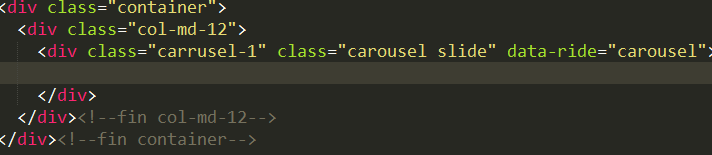 <div class="container">
<div class="col-md-12">
<div class="carrusel-1" class="carousel slide" data-ride="carousel">
</div>
</div><!--fin col-md-12-->
</div><!--fin container-->